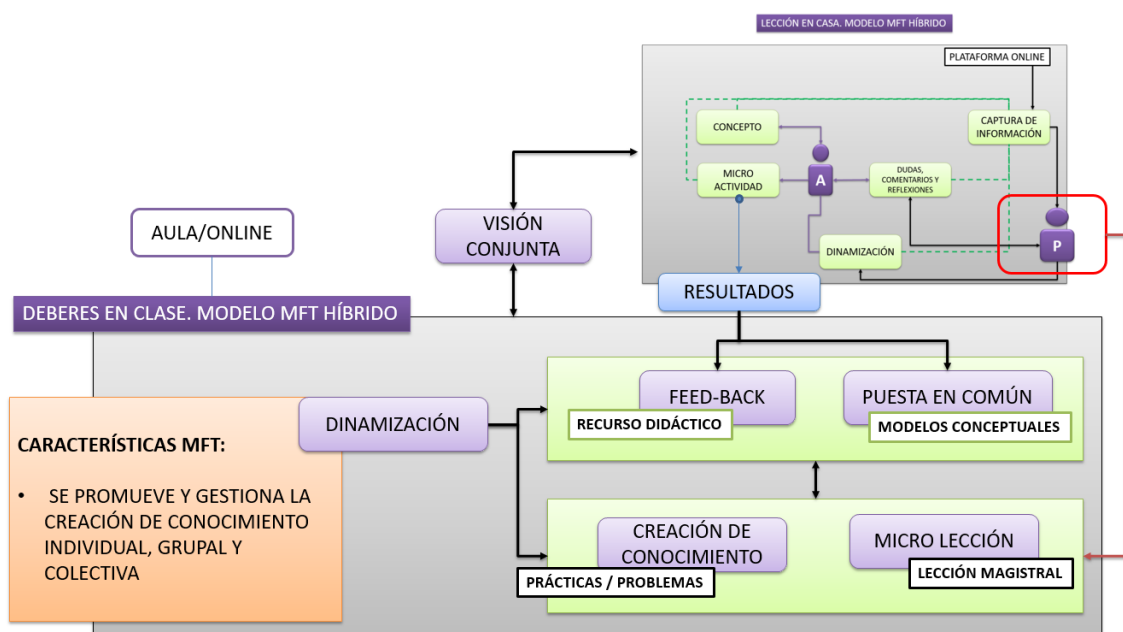 LECCIÓN EN CASA. MODELO MFT HÍBRIDO
PLATAFORMA ONLINE
CONCEPTO
CAPTURA DE
INFORMACIÓN
MICRO
ACTIVIDAD
A
DUDAS,
COMENTARIOS Y
REFLEXIONES
P
DINAMIZACIÓN
VISIÓN
CONJUNTA
AULA/ONLINE
RESULTADOS
DEBERES EN CLASE. MODELO MFT HÍBRIDO
FEED-BACK
RECURSO DIDÁCTICO
PUESTA EN COMÚN
MODELOS CONCEPTUALES
DINAMIZACIÓN
CARACTERÍSTICAS MFT:
• SE PROMUEVE Y GESTIONA LA
CREACIÓN DE CONOCIMIENTO
INDIVIDUAL, GRUPAL Y
COLECTIVA
CREACIÓN DE
CONOCIMIENTO
PRÁCTICAS / PROBLEMAS
MICRO LECCIÓN
LECCIÓN MAGISTRAL